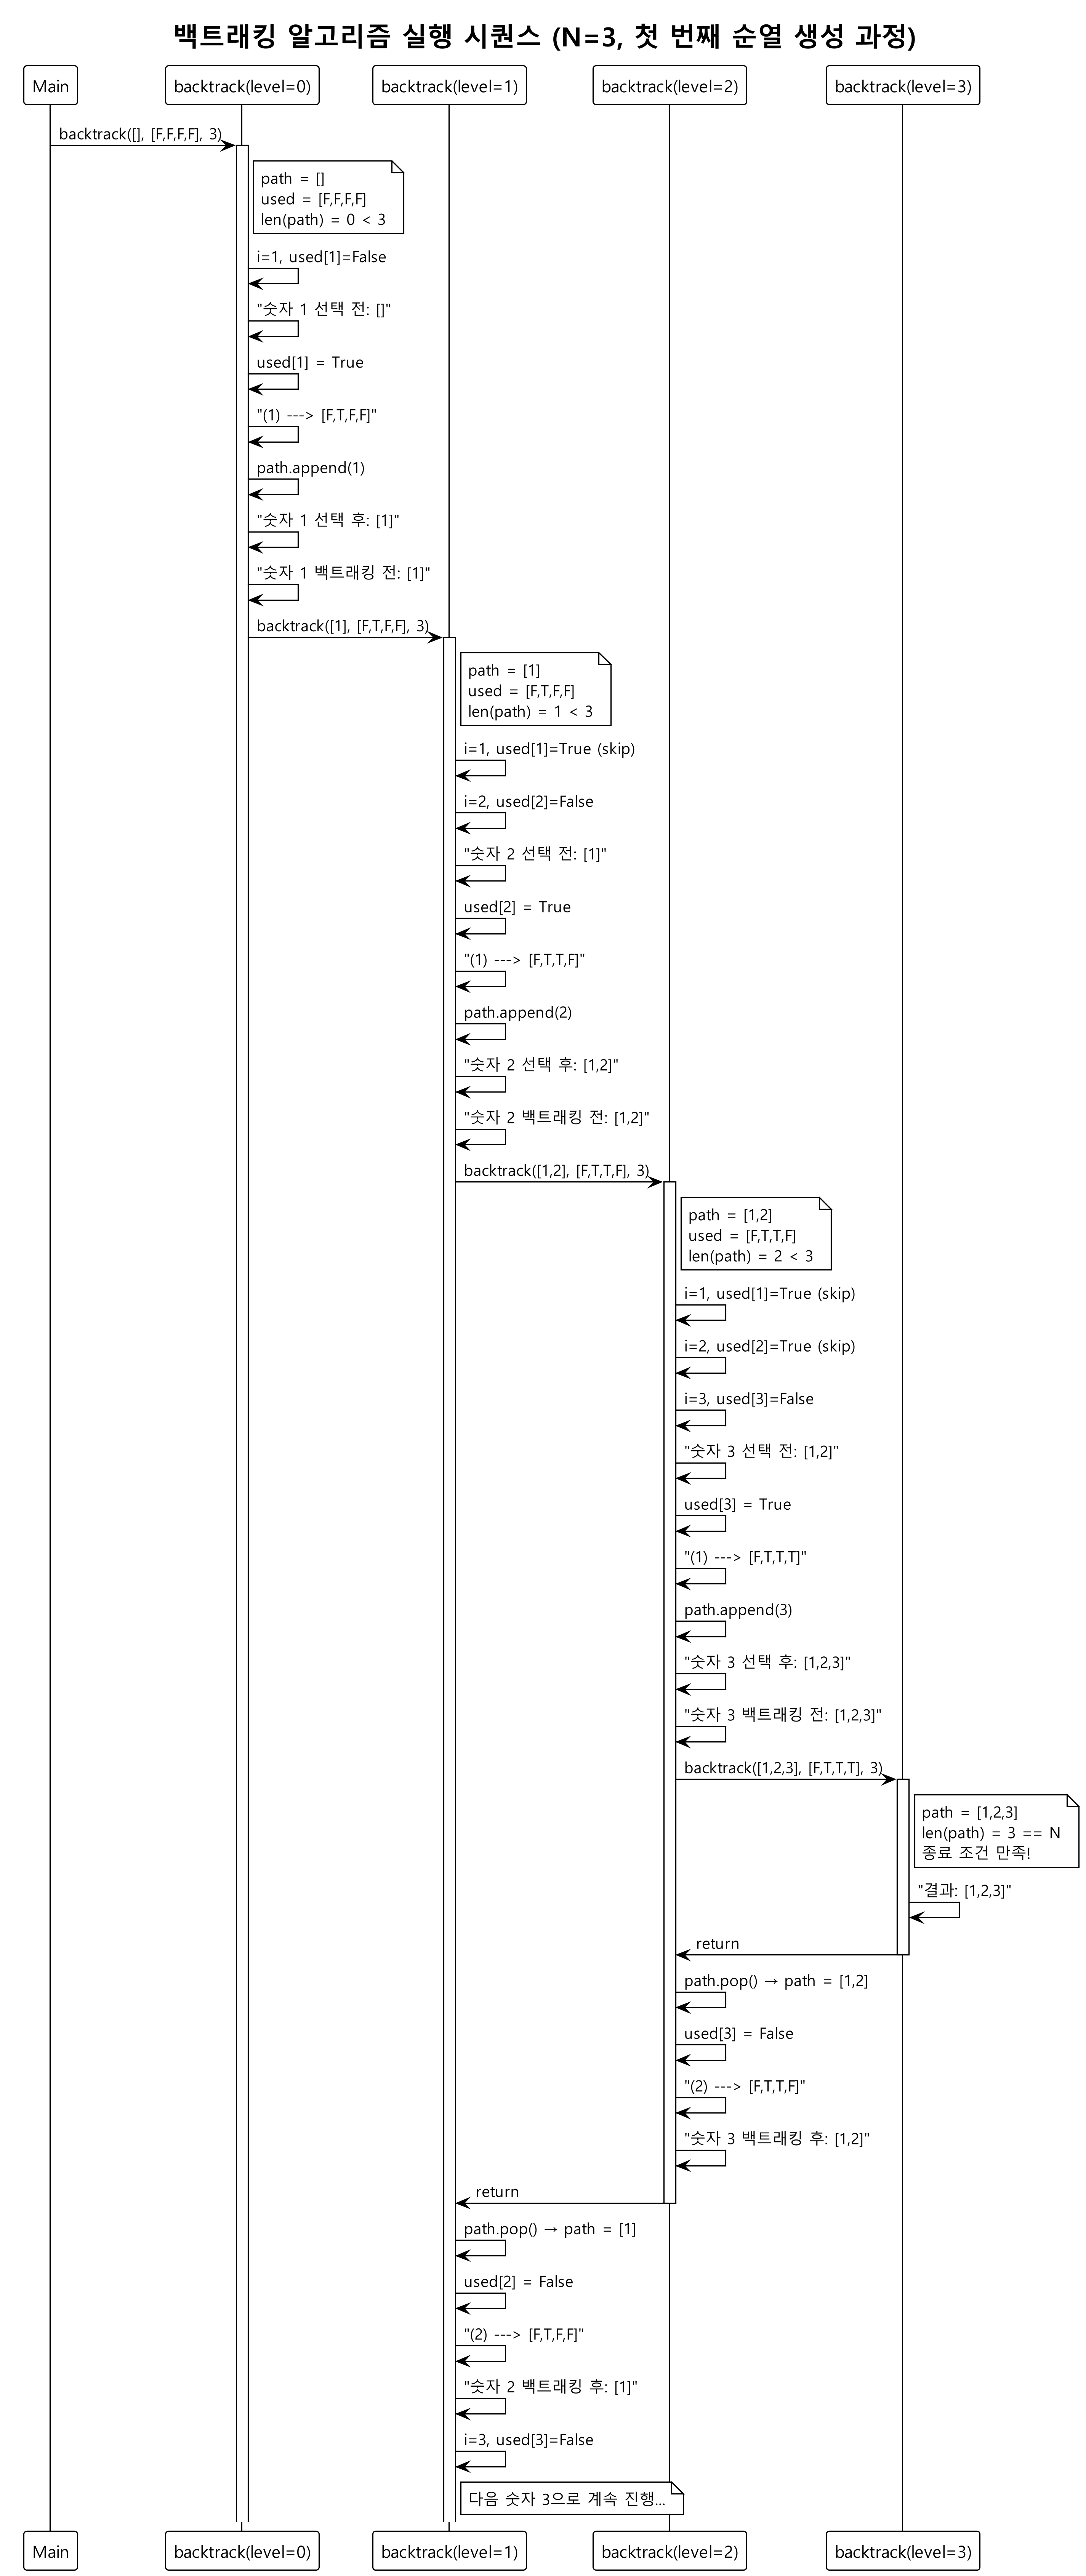 백트래킹 알고리즘 실행 시퀀스 (N=3, 첫 번째 순열 생성 과정)
Main
backtrack(level=0)
backtrack(level=1)
backtrack(level=2)
backtrack(level=3)
backtrack([], [F,F,F,F], 3)
path = []
used = [F,F,F,F]
len(path) = 0 < 3
i=1, used[1]=False
"숫자 1 선택 전: []"
used[1] = True
"(1) ---> [F,T,F,F]"
path.append(1)
"숫자 1 선택 후: [1]"
"숫자 1 백트래킹 전: [1]"
backtrack([1], [F,T,F,F], 3)
path = [1]
used = [F,T,F,F]
len(path) = 1 < 3
i=1, used[1]=True (skip)
i=2, used[2]=False
"숫자 2 선택 전: [1]"
used[2] = True
"(1) ---> [F,T,T,F]"
path.append(2)
"숫자 2 선택 후: [1,2]"
"숫자 2 백트래킹 전: [1,2]"
backtrack([1,2], [F,T,T,F], 3)
path = [1,2]
used = [F,T,T,F]
len(path) = 2 < 3
i=1, used[1]=True (skip)
i=2, used[2]=True (skip)
i=3, used[3]=False
"숫자 3 선택 전: [1,2]"
used[3] = True
"(1) ---> [F,T,T,T]"
path.append(3)
"숫자 3 선택 후: [1,2,3]"
"숫자 3 백트래킹 전: [1,2,3]"
backtrack([1,2,3], [F,T,T,T], 3)
path = [1,2,3]
len(path) = 3 == N
종료 조건 만족!
"결과: [1,2,3]"
return
path.pop() → path = [1,2]
used[3] = False
"(2) ---> [F,T,T,F]"
"숫자 3 백트래킹 후: [1,2]"
return
path.pop() → path = [1]
used[2] = False
"(2) ---> [F,T,F,F]"
"숫자 2 백트래킹 후: [1]"
i=3, used[3]=False
다음 숫자 3으로 계속 진행...
Main
backtrack(level=0)
backtrack(level=1)
backtrack(level=2)
backtrack(level=3)